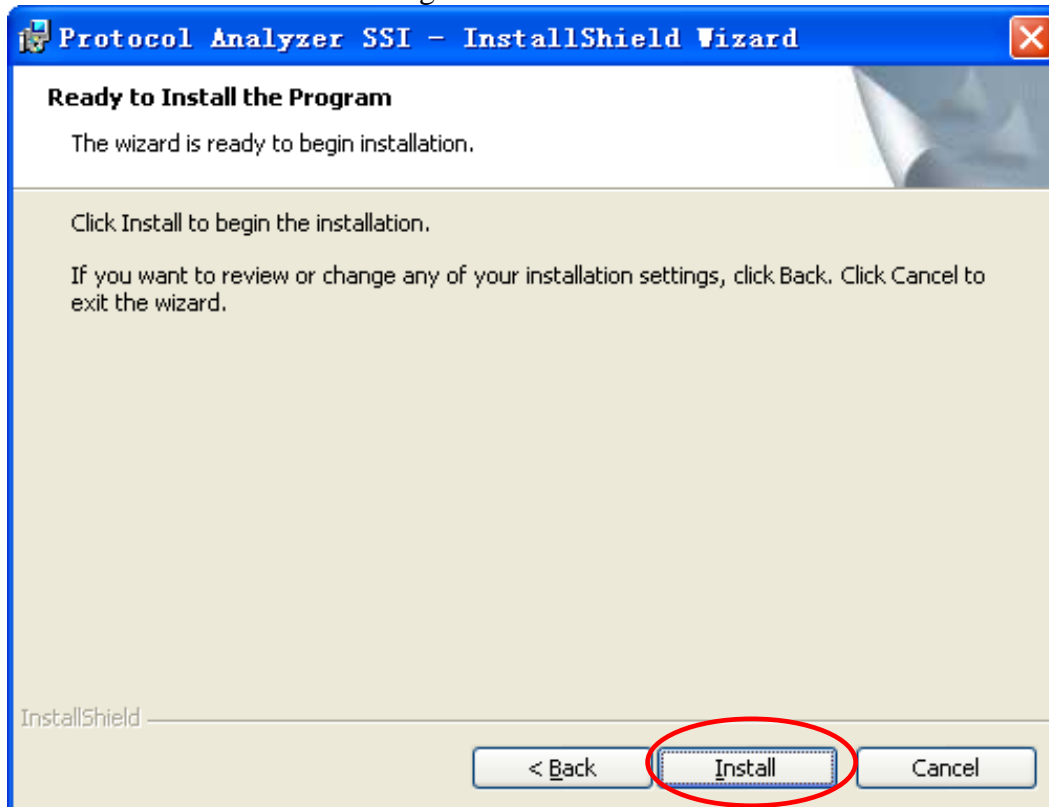 Protocol Analyzer SSI - InstallShield Wizard
Ready to Install the Program
The wizard is ready to begin installation.
Click Install to begin the installation.
If you want to review or change any of your installation settings, click Back. Click Cancel to
exit the wizard.
InstallShield
< Back Install Cancel